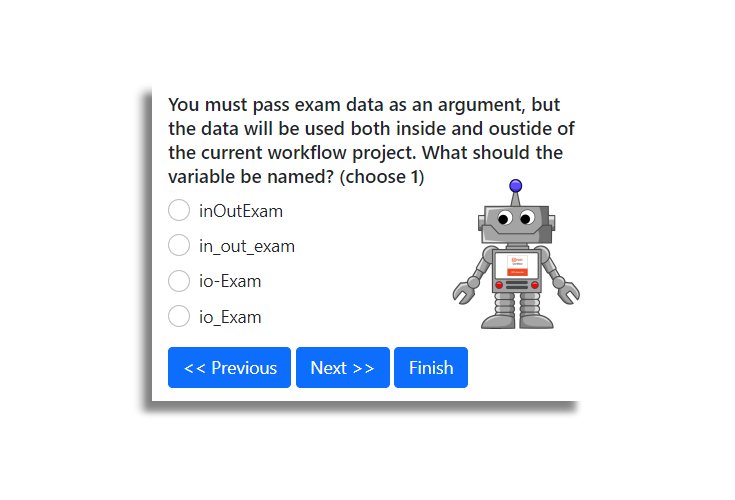 You must pass exam data as an argument, but
the data will be used both inside and oustide of
the current workflow project. What should the
variable be named? (choose 1)
inOutExam
in_out_exam
io-Exam
io_Exam
<< Previous
Next >>
Finish